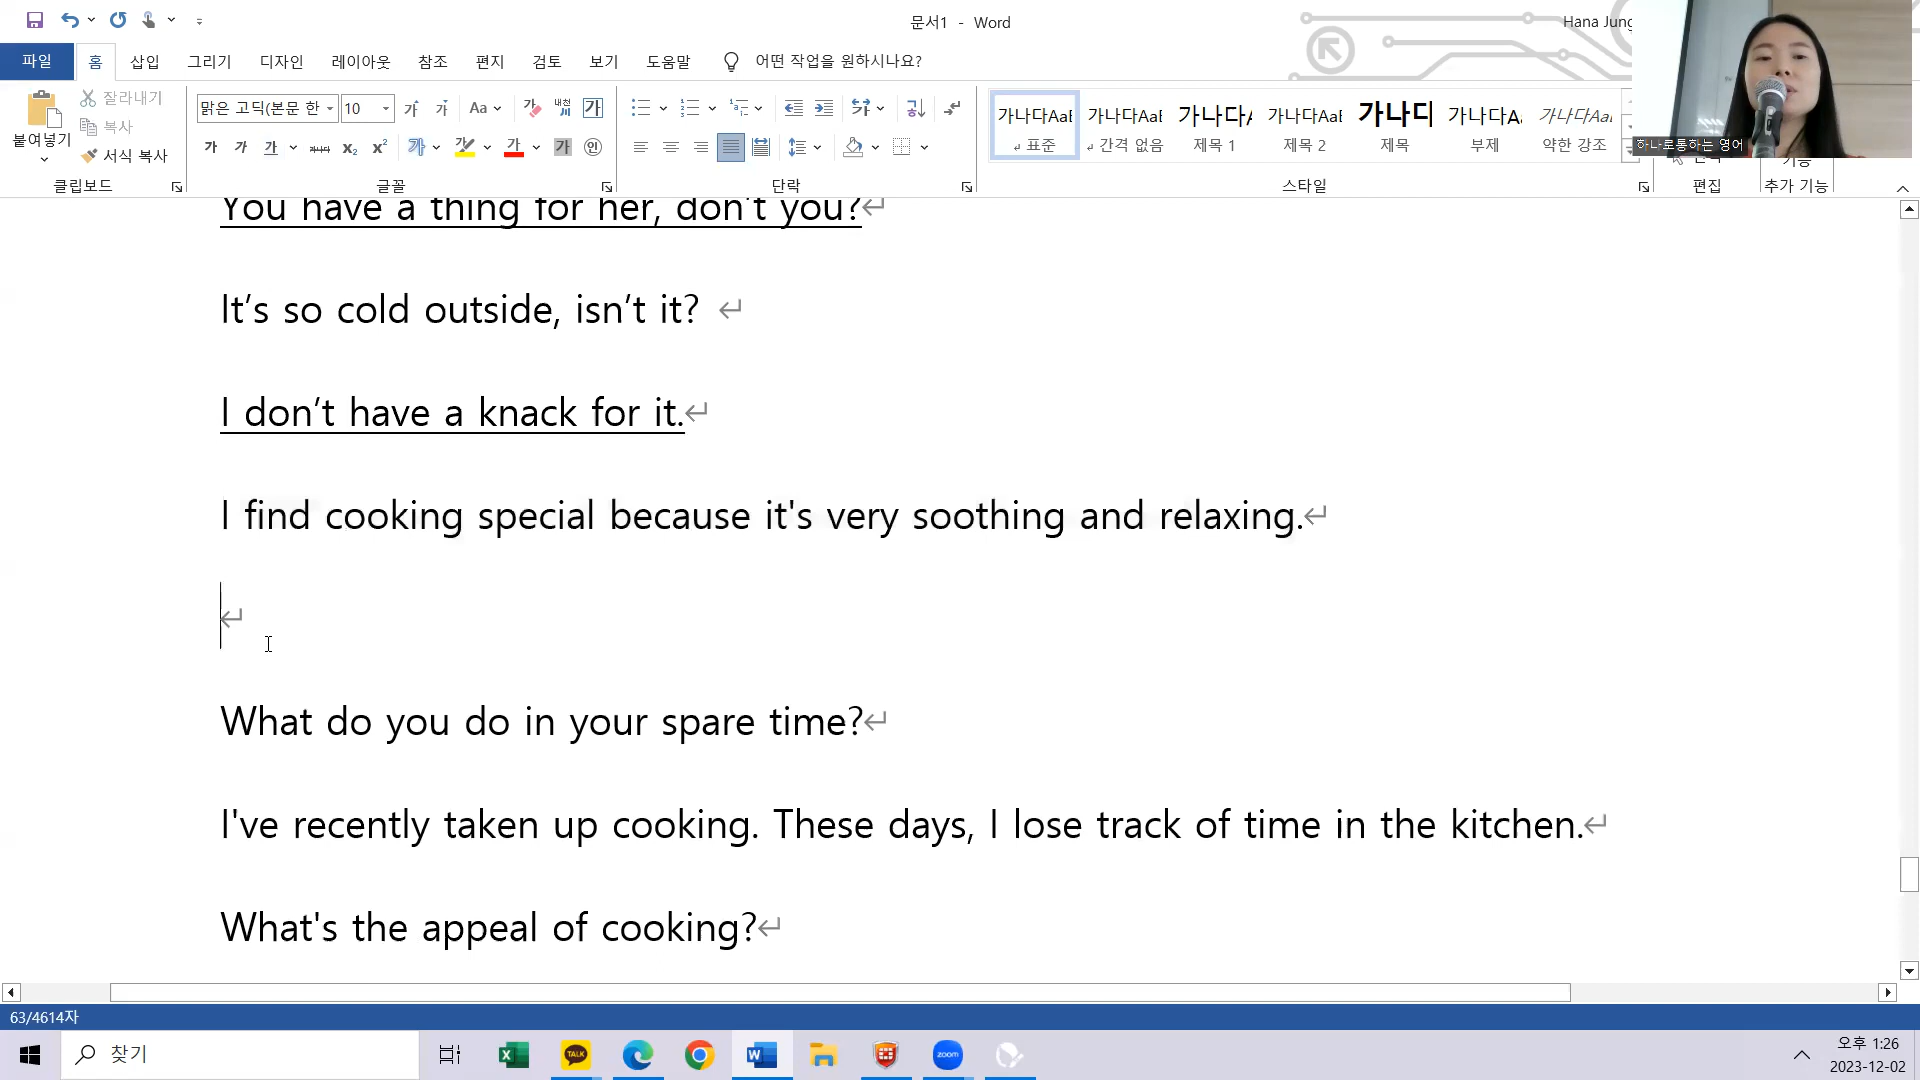 문서1 - Word
Hana Jung
파일 홈 삽입 그리기 디자인 레이아웃 참조 편지 검토 보기 도움말 어떤 작업을 원하시나요?
붙여넣기
잘라내기
복사
서식 복사
클립보드
맑은 고딕(본문 한 10
글꼴
단락
가나다AaB 표준
가나다AaB 간격 없음
가나다 제목 1
가나다AaB 제목 2
가나다 제목
가나다 부제
가나다Aa 약한 강조
스타일
편집
추가 기능
하나로통하는 영어
You have a thing for her, don't you?
It's so cold outside, isn't it?
I don't have a knack for it.
I find cooking special because it's very soothing and relaxing.
What do you do in your spare time?
I've recently taken up cooking. These days, I lose track of time in the kitchen.
What's the appeal of cooking?
63/4614자
찾기
TALK
zoom
오후 1:26
2023-12-02